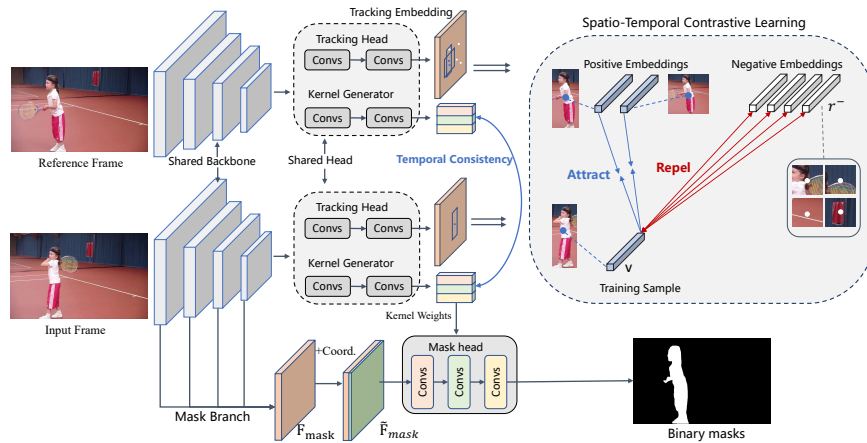 Tracking Embedding
Tracking Head
Convs
Convs
Kernel Generator
Convs
Convs
Reference Frame
Shared Backbone
Shared Head
Temporal Consistency
Tracking Head
Convs
Convs
Kernel Generator
Convs
Convs
Input Frame
Kernel Weights
Spatio-Temporal Contrastive Learning
Positive Embeddings
Negative Embeddings
r⁻
Attract
Repel
v
Training Sample
+Coord.
Mask head
Convs
Convs
Convs
Mask Branch
F_mask
F̃_mask
Binary masks